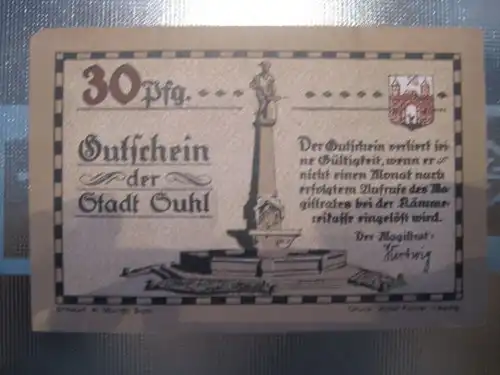 30 Pfg.
Gutschein
der
Stadt Suhl
Der Gutschein verliert sei-
ne Gültigkeit, wenn er
nicht einen Monat nach
erfolgtem Aufrufe des Ma-
gistrates bei der Kämme-
reikasse eingelöst wird.
Der Magistrat:
Hertwig